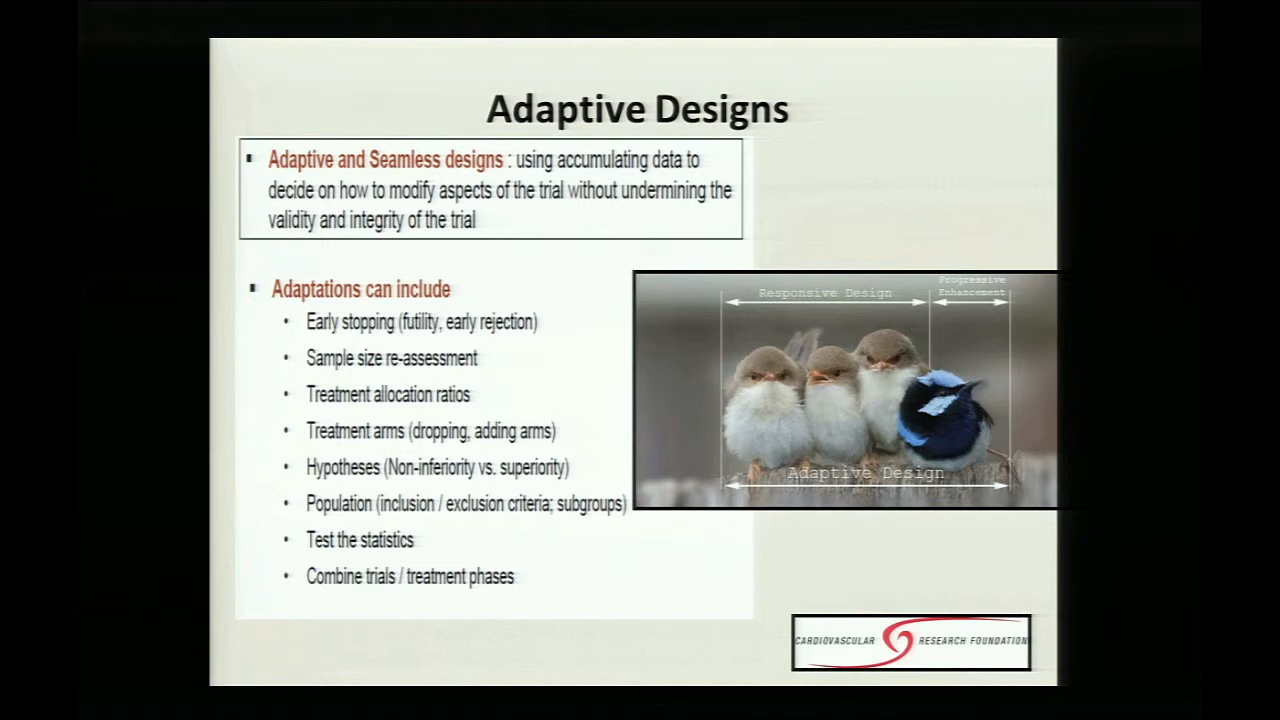 Adaptive Designs
▪ Adaptive and Seamless designs : using accumulating data to
decide on how to modify aspects of the trial without undermining the
validity and integrity of the trial
▪ Adaptations can include
• Early stopping (futility, early rejection)
• Sample size re-assessment
• Treatment allocation ratios
• Treatment arms (dropping, adding arms)
• Hypotheses (Non-inferiority vs. superiority)
• Population (inclusion / exclusion criteria; subgroups)
• Test the statistics
• Combine trials / treatment phases
Responsive Design
Progressive
Enhancement
Adaptive Design
CARDIOVASCULAR RESEARCH FOUNDATION